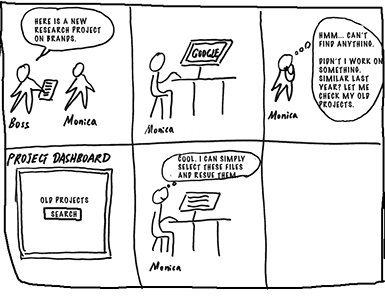 HERE IS A NEW
RESEARCH PROJECT
ON BRANDS.
Boss
Monica
GOOGLE
Monica
HMM... CAN'T
FIND ANYTHING.
DIDN'T I WORK ON
SOMETHING.
SIMILAR LAST
YEAR? LET ME
CHECK MY OLD
PROJECTS.
Monica
PROJECT DASHBOARD
OLD PROJECTS
SEARCH
COOL. I CAN SIMPLY
SELECT THESE FILES
AND RESUE THEM
Monica